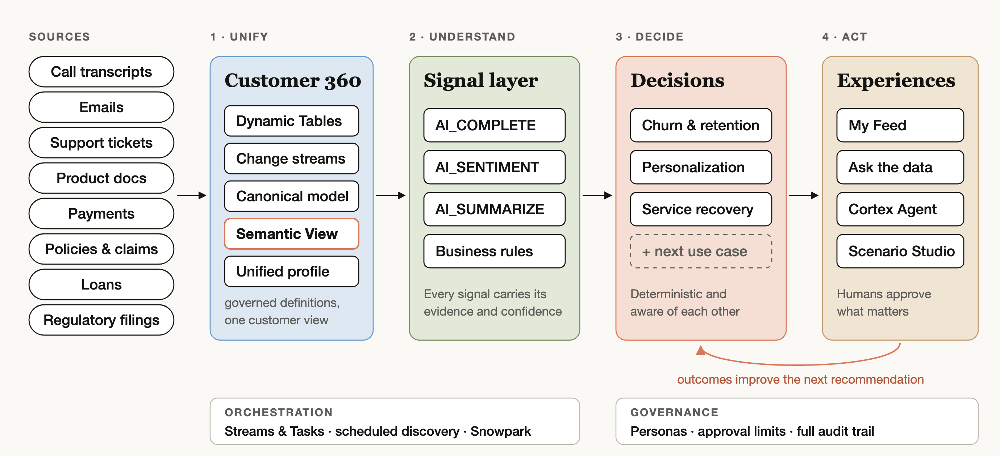 SOURCES
Call transcripts
Emails
Support tickets
Product docs
Payments
Policies & claims
Loans
Regulatory filings
1 · UNIFY
Customer 360
Dynamic Tables
Change streams
Canonical model
Semantic View
Unified profile
governed definitions,
one customer view
2 · UNDERSTAND
Signal layer
AI_COMPLETE
AI_SENTIMENT
AI_SUMMARIZE
Business rules
Every signal carries its
evidence and confidence
3 · DECIDE
Decisions
Churn & retention
Personalization
Service recovery
+ next use case
Deterministic and
aware of each other
4 · ACT
Experiences
My Feed
Ask the data
Cortex Agent
Scenario Studio
Humans approve
what matters
outcomes improve the next recommendation
ORCHESTRATION
Streams & Tasks · scheduled discovery · Snowpark
GOVERNANCE
Personas · approval limits · full audit trail